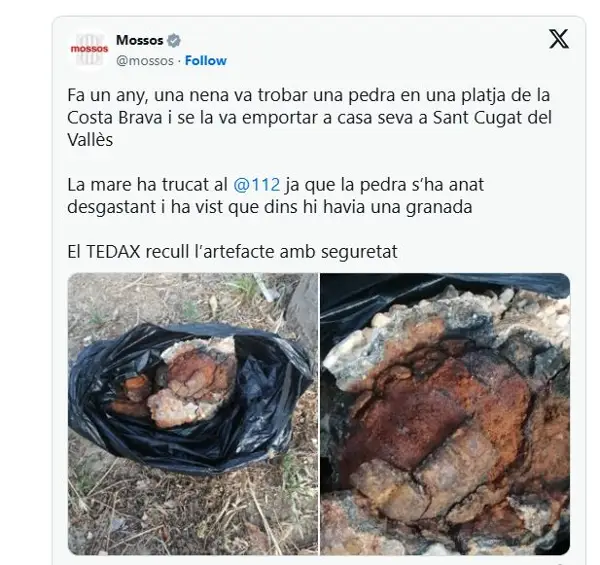 Mossos
mossos
@mossos · Follow
Fa un any, una nena va trobar una pedra en una platja de la
Costa Brava i se la va emportar a casa seva a Sant Cugat del
Vallès
La mare ha trucat al @112 ja que la pedra s’ha anat
desgastant i ha vist que dins hi havia una granada
El TEDAX recull l’artefacte amb seguretat